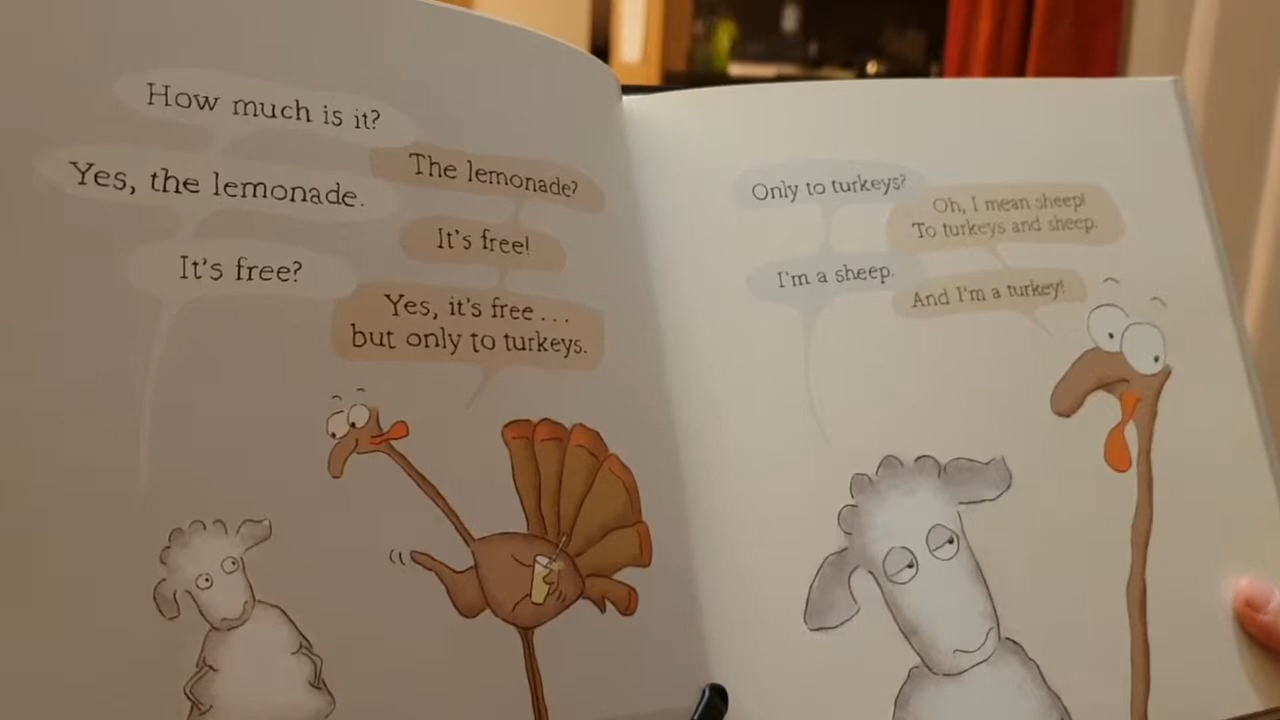 How much is it?
The lemonade?
Yes, the lemonade.
It's free!
It's free?
Yes, it's free...
but only to turkeys.
Only to turkeys?
Oh, I mean sheep!
To turkeys and sheep.
I'm a sheep.
And I'm a turkey!